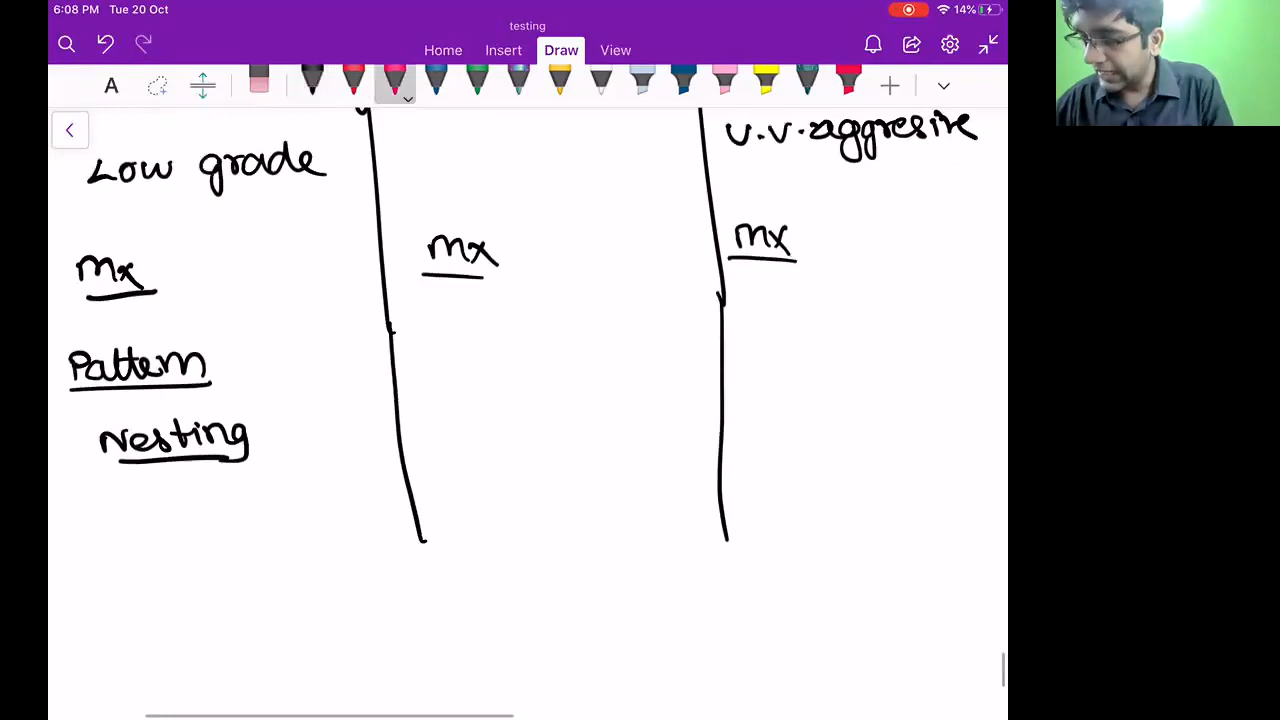 6:08 PM Tue 20 Oct
14%
testing
Home Insert Draw View
A
v.v.aggresive
Low grade
mx
mx
mx
Pattern
Nesting